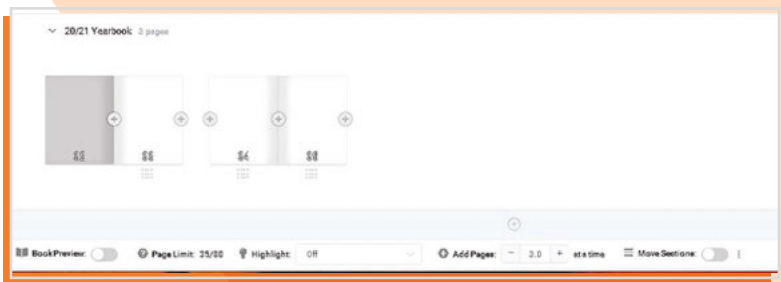 20/21 Yearbook 3 pages
Book Preview: Page Limit: 35/80 Highlight: Off Add Pages: - 2.0 + at a time Move Sections: